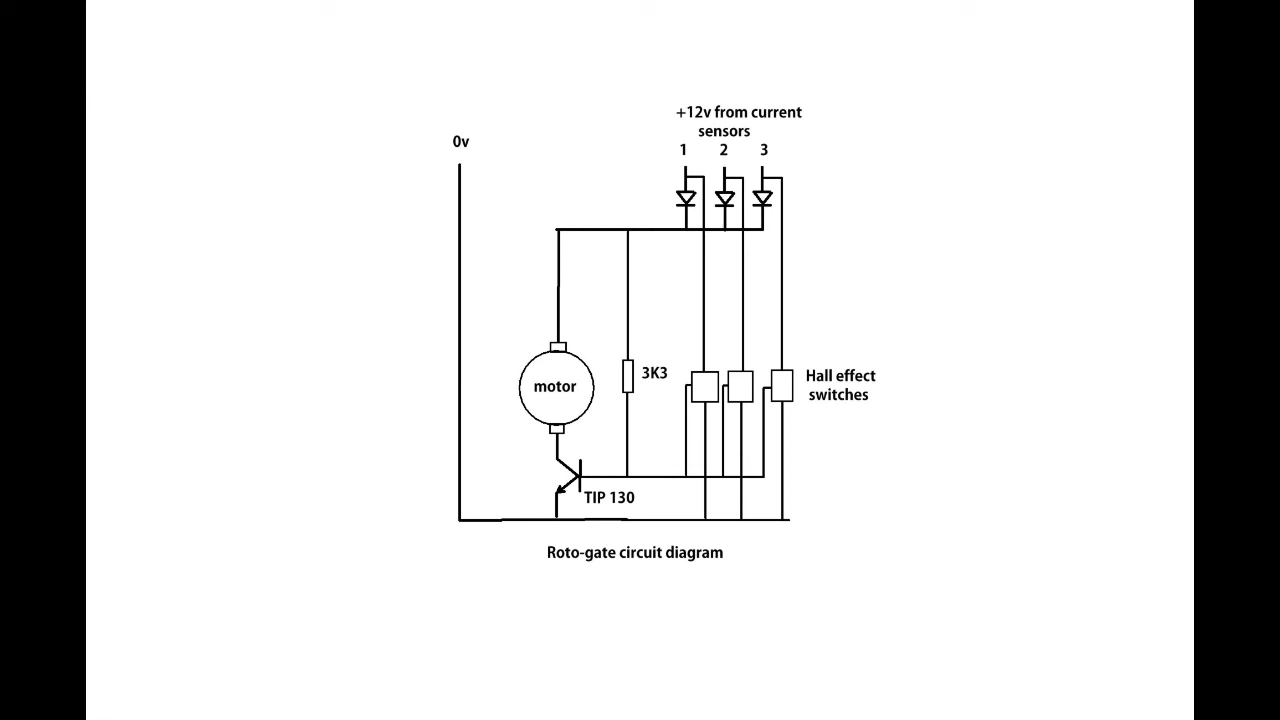 +12v from current
sensors
0v
1 2 3
3K3
Hall effect
switches
motor
TIP 130
Roto-gate circuit diagram